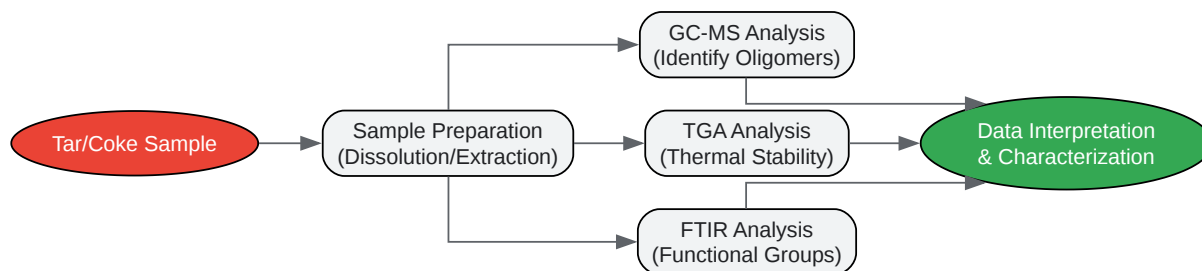 Tar/Coke Sample
Sample Preparation
(Dissolution/Extraction)
GC-MS Analysis
(Identify Oligomers)
TGA Analysis
(Thermal Stability)
FTIR Analysis
(Functional Groups)
Data Interpretation
& Characterization